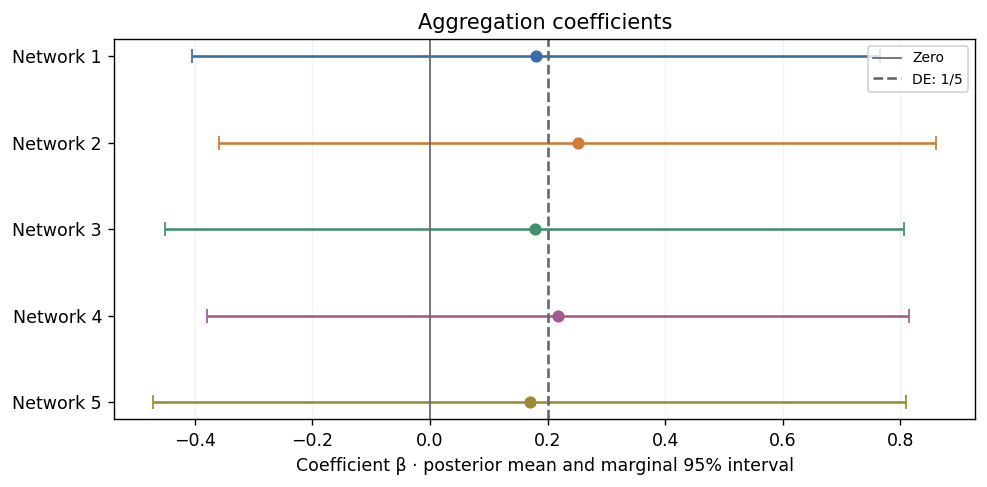 Aggregation coefficients
Network 1
Network 2
Network 3
Network 4
Network 5
Zero
DE: 1/5
−0.4 −0.2 0.0 0.2 0.4 0.6 0.8
Coefficient β · posterior mean and marginal 95% interval